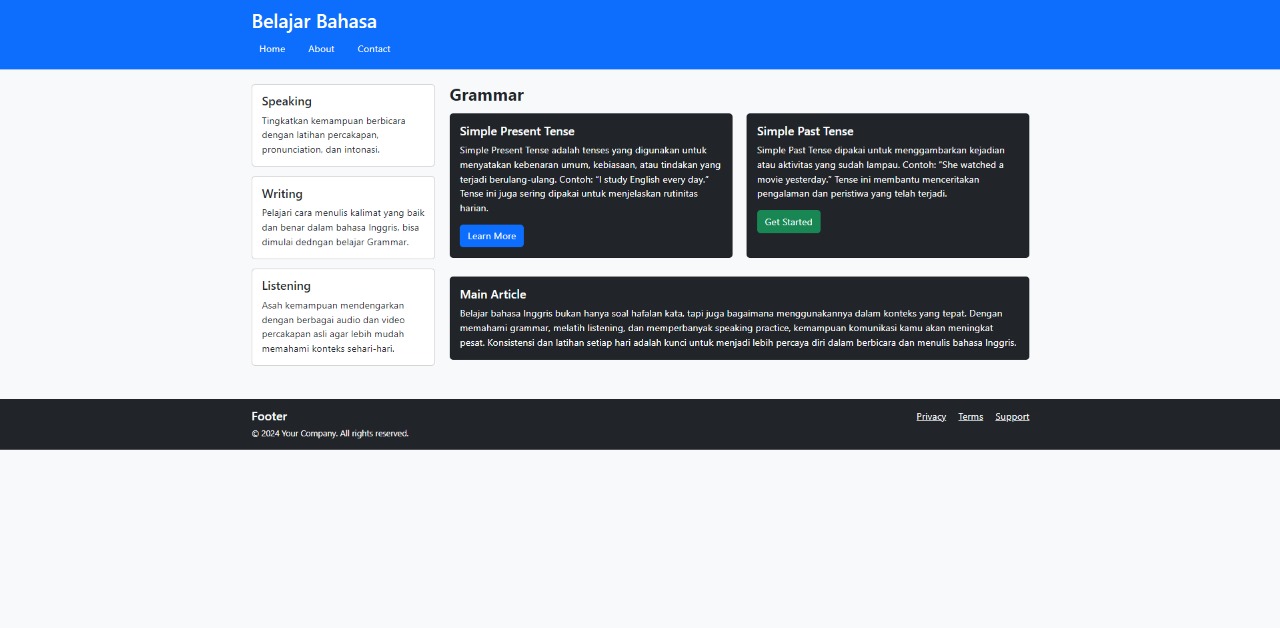 Belajar Bahasa
Home About Contact
Speaking
Tingkatkan kemampuan berbicara
dengan latihan percakapan,
pronunciation, dan intonasi.
Writing
Pelajari cara menulis kalimat yang baik
dan benar dalam bahasa Inggris, bisa
dimulai dedngan belajar Grammar.
Listening
Asah kemampuan mendengarkan
dengan berbagai audio dan video
percakapan asli agar lebih mudah
memahami konteks sehari-hari.
Grammar
Simple Present Tense
Simple Present Tense adalah tenses yang digunakan untuk
menyatakan kebenaran umum, kebiasaan, atau tindakan yang
terjadi berulang-ulang. Contoh: “I study English every day.”
Tense ini juga sering dipakai untuk menjelaskan rutinitas
harian.
Learn More
Simple Past Tense
Simple Past Tense dipakai untuk menggambarkan kejadian
atau aktivitas yang sudah lampau. Contoh: “She watched a
movie yesterday.” Tense ini membantu menceritakan
pengalaman dan peristiwa yang telah terjadi.
Get Started
Main Article
Belajar bahasa Inggris bukan hanya soal hafalan kata, tapi juga bagaimana menggunakannya dalam konteks yang tepat. Dengan
memahami grammar, melatih listening, dan memperbanyak speaking practice, kemampuan komunikasi kamu akan meningkat
pesat. Konsistensi dan latihan setiap hari adalah kunci untuk menjadi lebih percaya diri dalam berbicara dan menulis bahasa Inggris.
Footer
© 2024 Your Company. All rights reserved.
Privacy Terms Support